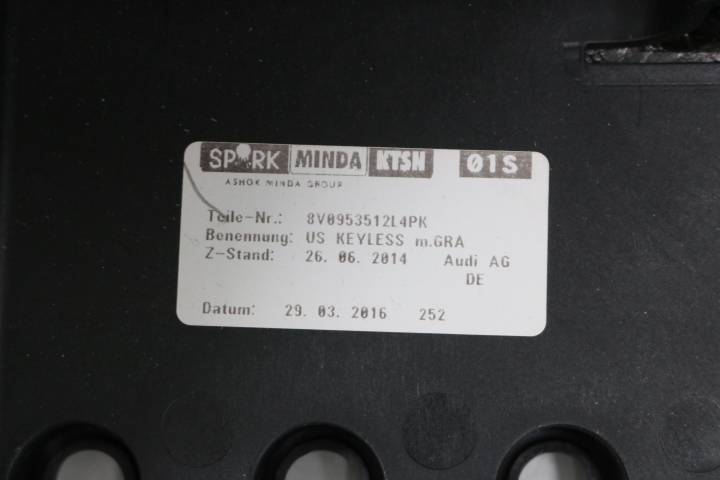 SPARK MINDA KTSN 01S
ASHOK MINDA GROUP
Teile-Nr.: 8V0953512L4PK
Benennung: US KEYLESS m.GRA
Z-Stand: 26. 06. 2014 Audi AG
DE
Datum: 29. 03. 2016 252